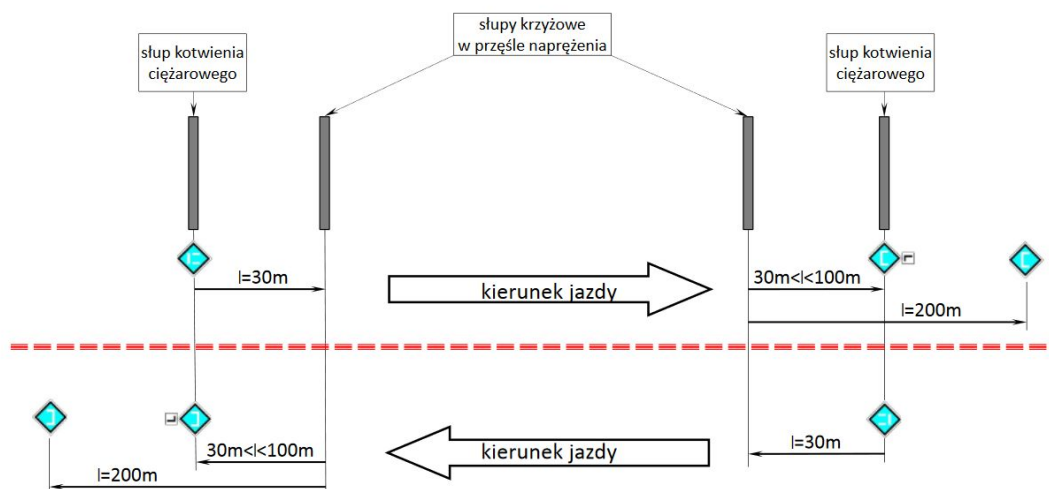 słup kotwienia
ciężarowego
słupy krzyżowe
w przęśle naprężenia
słup kotwienia
ciężarowego
l=30m
kierunek jazdy
30m<l<100m
L
l=200m
L
30m<l<100m
kierunek jazdy
l=30m
l=200m